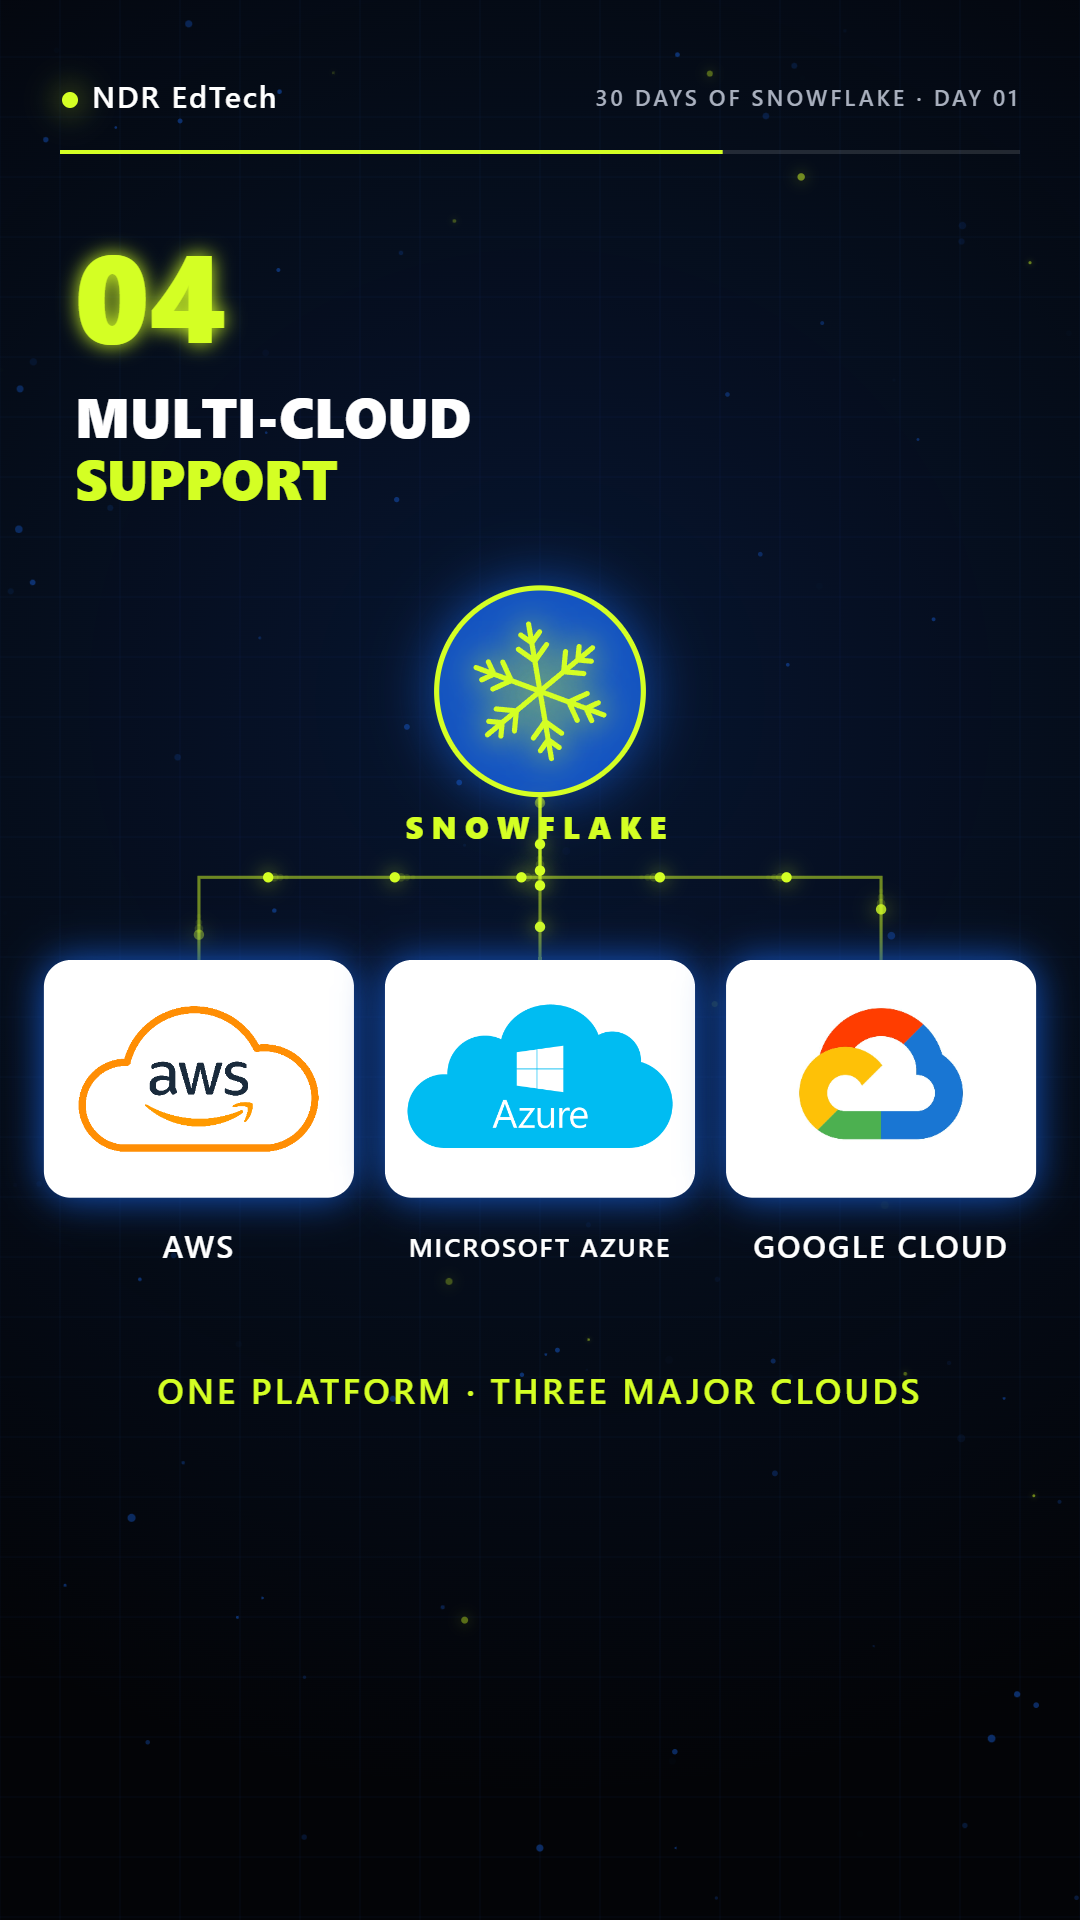 NDR EdTech
30 DAYS OF SNOWFLAKE · DAY 01
04
MULTI-CLOUD
SUPPORT
SNOWFLAKE
aws
Azure
AWS
MICROSOFT AZURE
GOOGLE CLOUD
ONE PLATFORM · THREE MAJOR CLOUDS